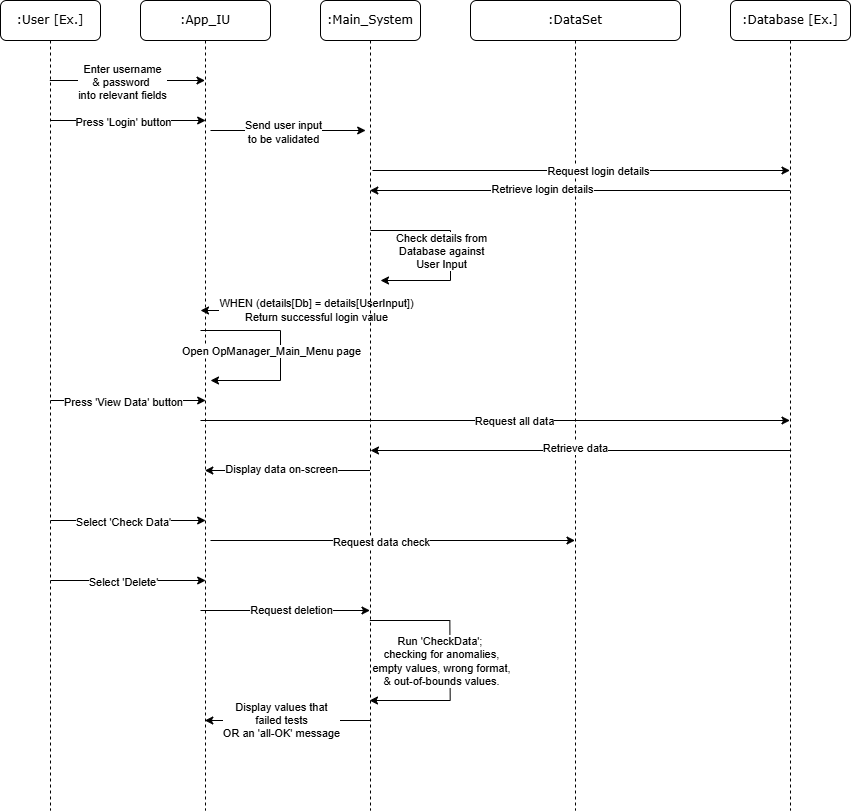 :User [Ex.]
:App_IU
:Main_System
:DataSet
:Database [Ex.]
Enter username
& password
into relevant fields
Press 'Login' button
Send user input
to be validated
Request login details
Retrieve login details
Check details from
Database against
User Input
WHEN (details[Db] = details[UserInput])
Return successful login value
Open OpManager_Main_Menu page
Press 'View Data' button
Request all data
Retrieve data
Display data on-screen
Select 'Check Data'
Request data check
Select 'Delete'
Request deletion
Run 'CheckData';
checking for anomalies,
empty values, wrong format,
& out-of-bounds values.
Display values that
failed tests
OR an 'all-OK' message